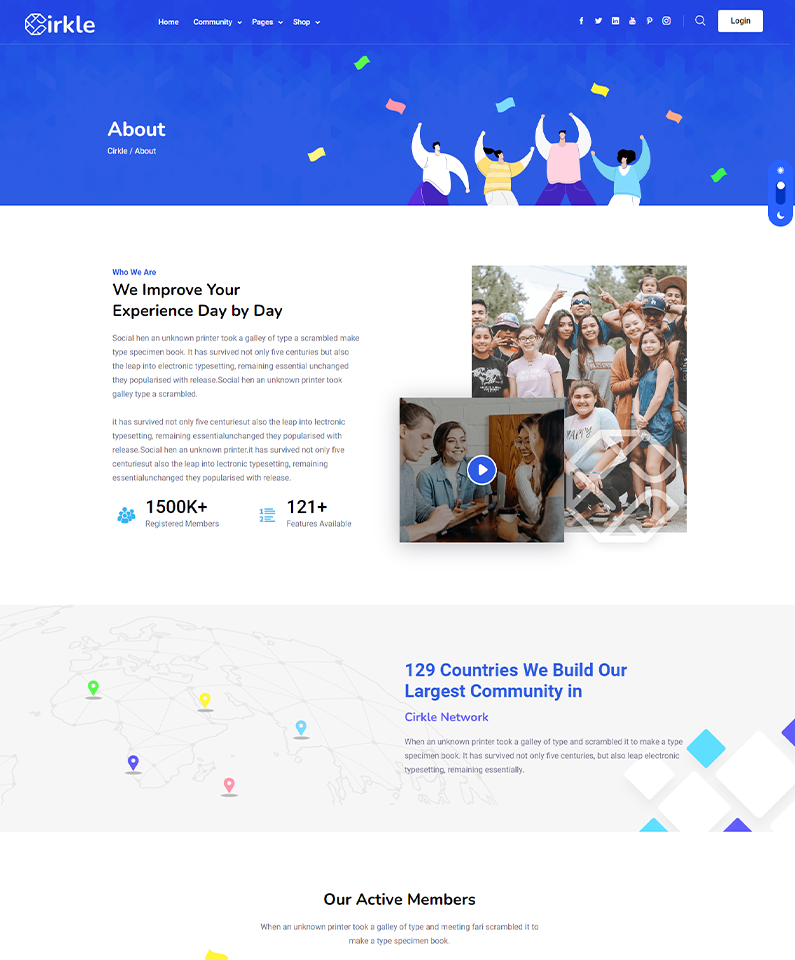 Cirkle
Home Community Pages Shop
Login
About
Cirkle / About
Who We Are
We Improve Your
Experience Day by Day
Social hen an unknown printer took a galley of type a scrambled make
type specimen book. It has survived not only five centuries but also
the leap into electronic typesetting, remaining essential unchanged
they popularised with release.Social hen an unknown printer took
galley type a scrambled.
it has survived not only five centuriesut also the leap into lectronic
typesetting, remaining essentialunchanged they popularised with
release.Social hen an unknown printer.it has survived not only five
centuriesut also the leap into lectronic typesetting, remaining
essentialunchanged they popularised with release.
1500K+
Registered Members
121+
Features Available
129 Countries We Build Our
Largest Community in
Cirkle Network
When an unknown printer took a galley of type and scrambled it to make a type
specimen book. It has survived not only five centuries, but also leap electronic
typesetting, remaining essentially.
Our Active Members
When an unknown printer took a galley of type and meeting fari scrambled it to
make a type specimen book.